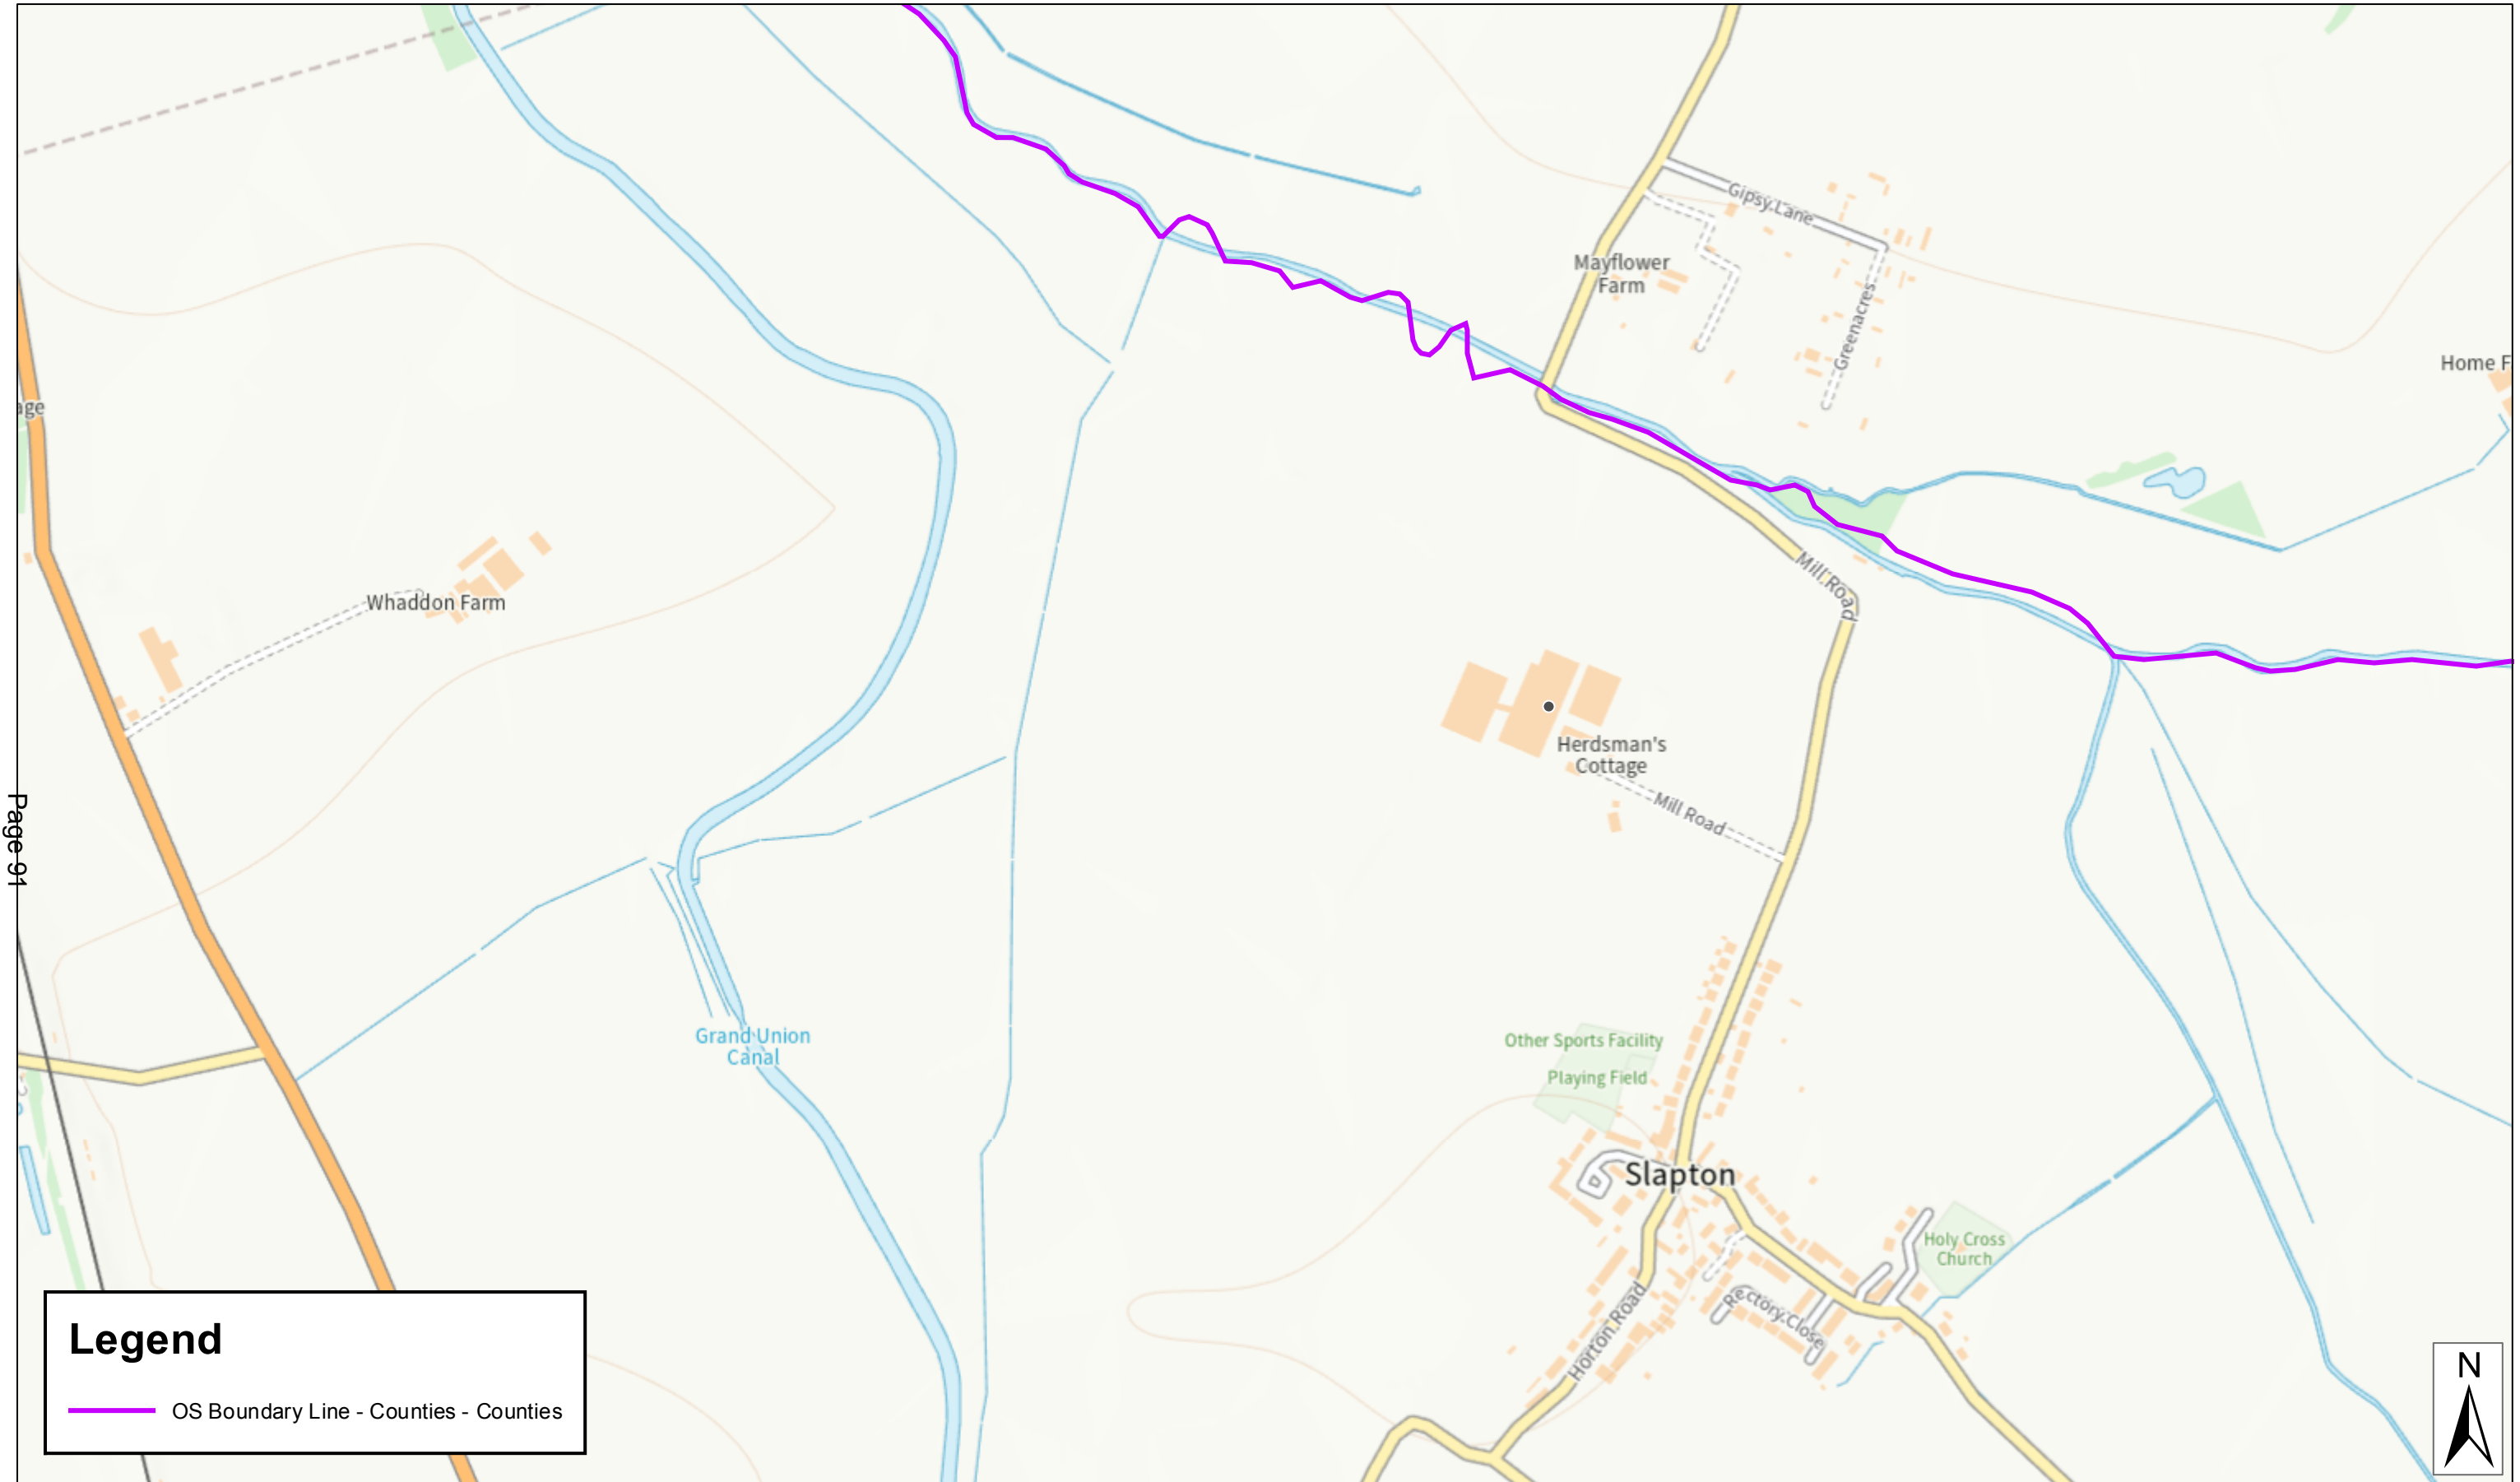 Gipsy Lane
Mayflower
Farm
Greenacres
Home F
age
Mill Road
Whaddon Farm
Herdsman's
Cottage
Mill Road
Page 91
Grand Union
Canal
Other Sports Facility
Playing Field
Slapton
Holy Cross
Church
Rectory Close
Horton Road
Legend
OS Boundary Line - Counties - Counties
N